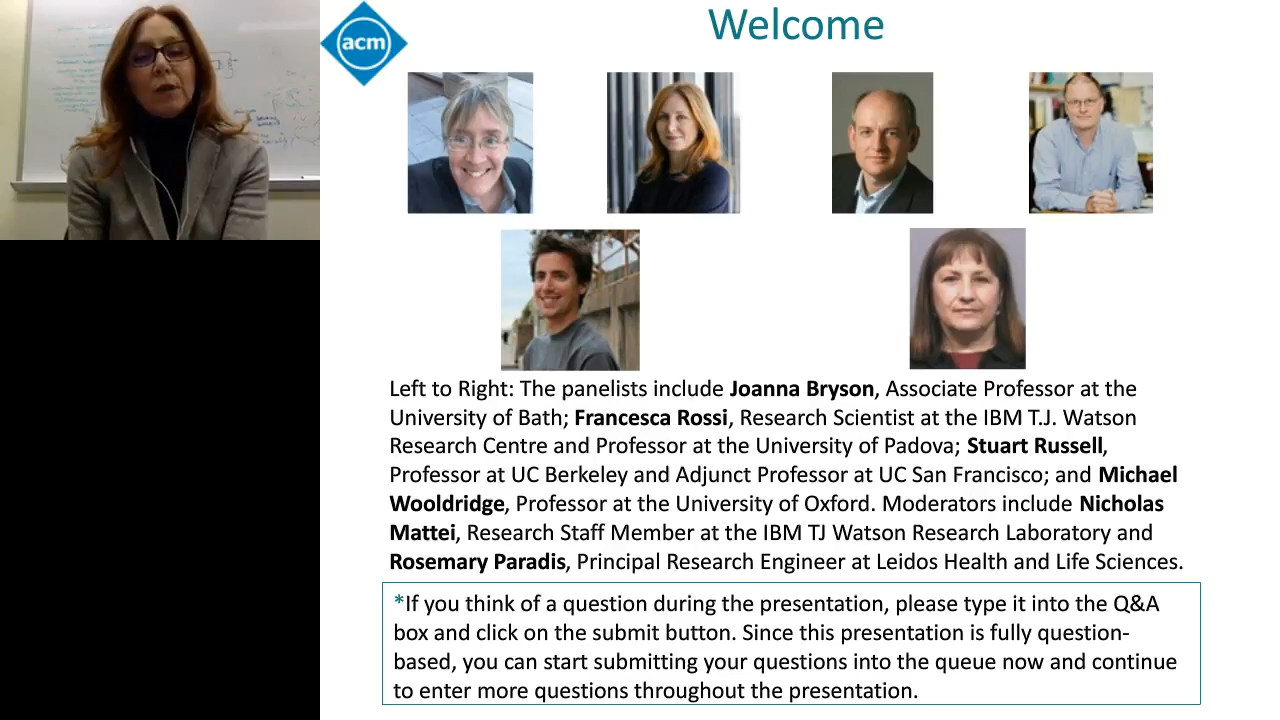 acm
Welcome
Left to Right: The panelists include Joanna Bryson, Associate Professor at the
University of Bath; Francesca Rossi, Research Scientist at the IBM T.J. Watson
Research Centre and Professor at the University of Padova; Stuart Russell,
Professor at UC Berkeley and Adjunct Professor at UC San Francisco; and Michael
Wooldridge, Professor at the University of Oxford. Moderators include Nicholas
Mattei, Research Staff Member at the IBM TJ Watson Research Laboratory and
Rosemary Paradis, Principal Research Engineer at Leidos Health and Life Sciences.
*If you think of a question during the presentation, please type it into the Q&A
box and click on the submit button. Since this presentation is fully question-
based, you can start submitting your questions into the queue now and continue
to enter more questions throughout the presentation.